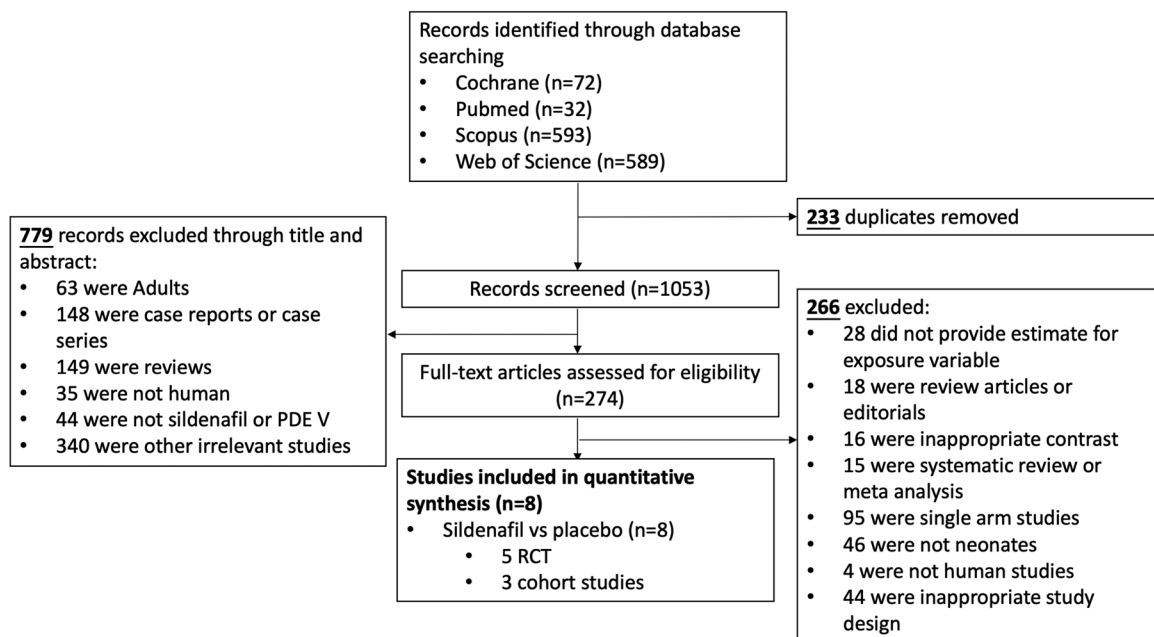 Records identified through database
searching
• Cochrane (n=72)
• Pubmed (n=32)
• Scopus (n=593)
• Web of Science (n=589)
233 duplicates removed
779 records excluded through title and
abstract:
• 63 were Adults
• 148 were case reports or case
series
• 149 were reviews
• 35 were not human
• 44 were not sildenafil or PDE V
• 340 were other irrelevant studies
Records screened (n=1053)
266 excluded:
• 28 did not provide estimate for
exposure variable
• 18 were review articles or
editorials
• 16 were inappropriate contrast
• 15 were systematic review or
meta analysis
• 95 were single arm studies
• 46 were not neonates
• 4 were not human studies
• 44 were inappropriate study
design
Full-text articles assessed for eligibility
(n=274)
Studies included in quantitative
synthesis (n=8)
• Sildenafil vs placebo (n=8)
• 5 RCT
• 3 cohort studies